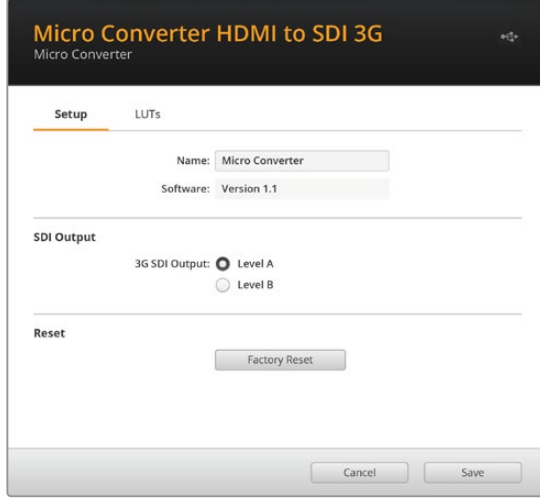 Micro Converter HDMI to SDI 3G
Micro Converter
Setup LUTs
Name: Micro Converter
Software: Version 1.1
SDI Output
3G SDI Output: Level A
Level B
Reset
Factory Reset
Cancel Save